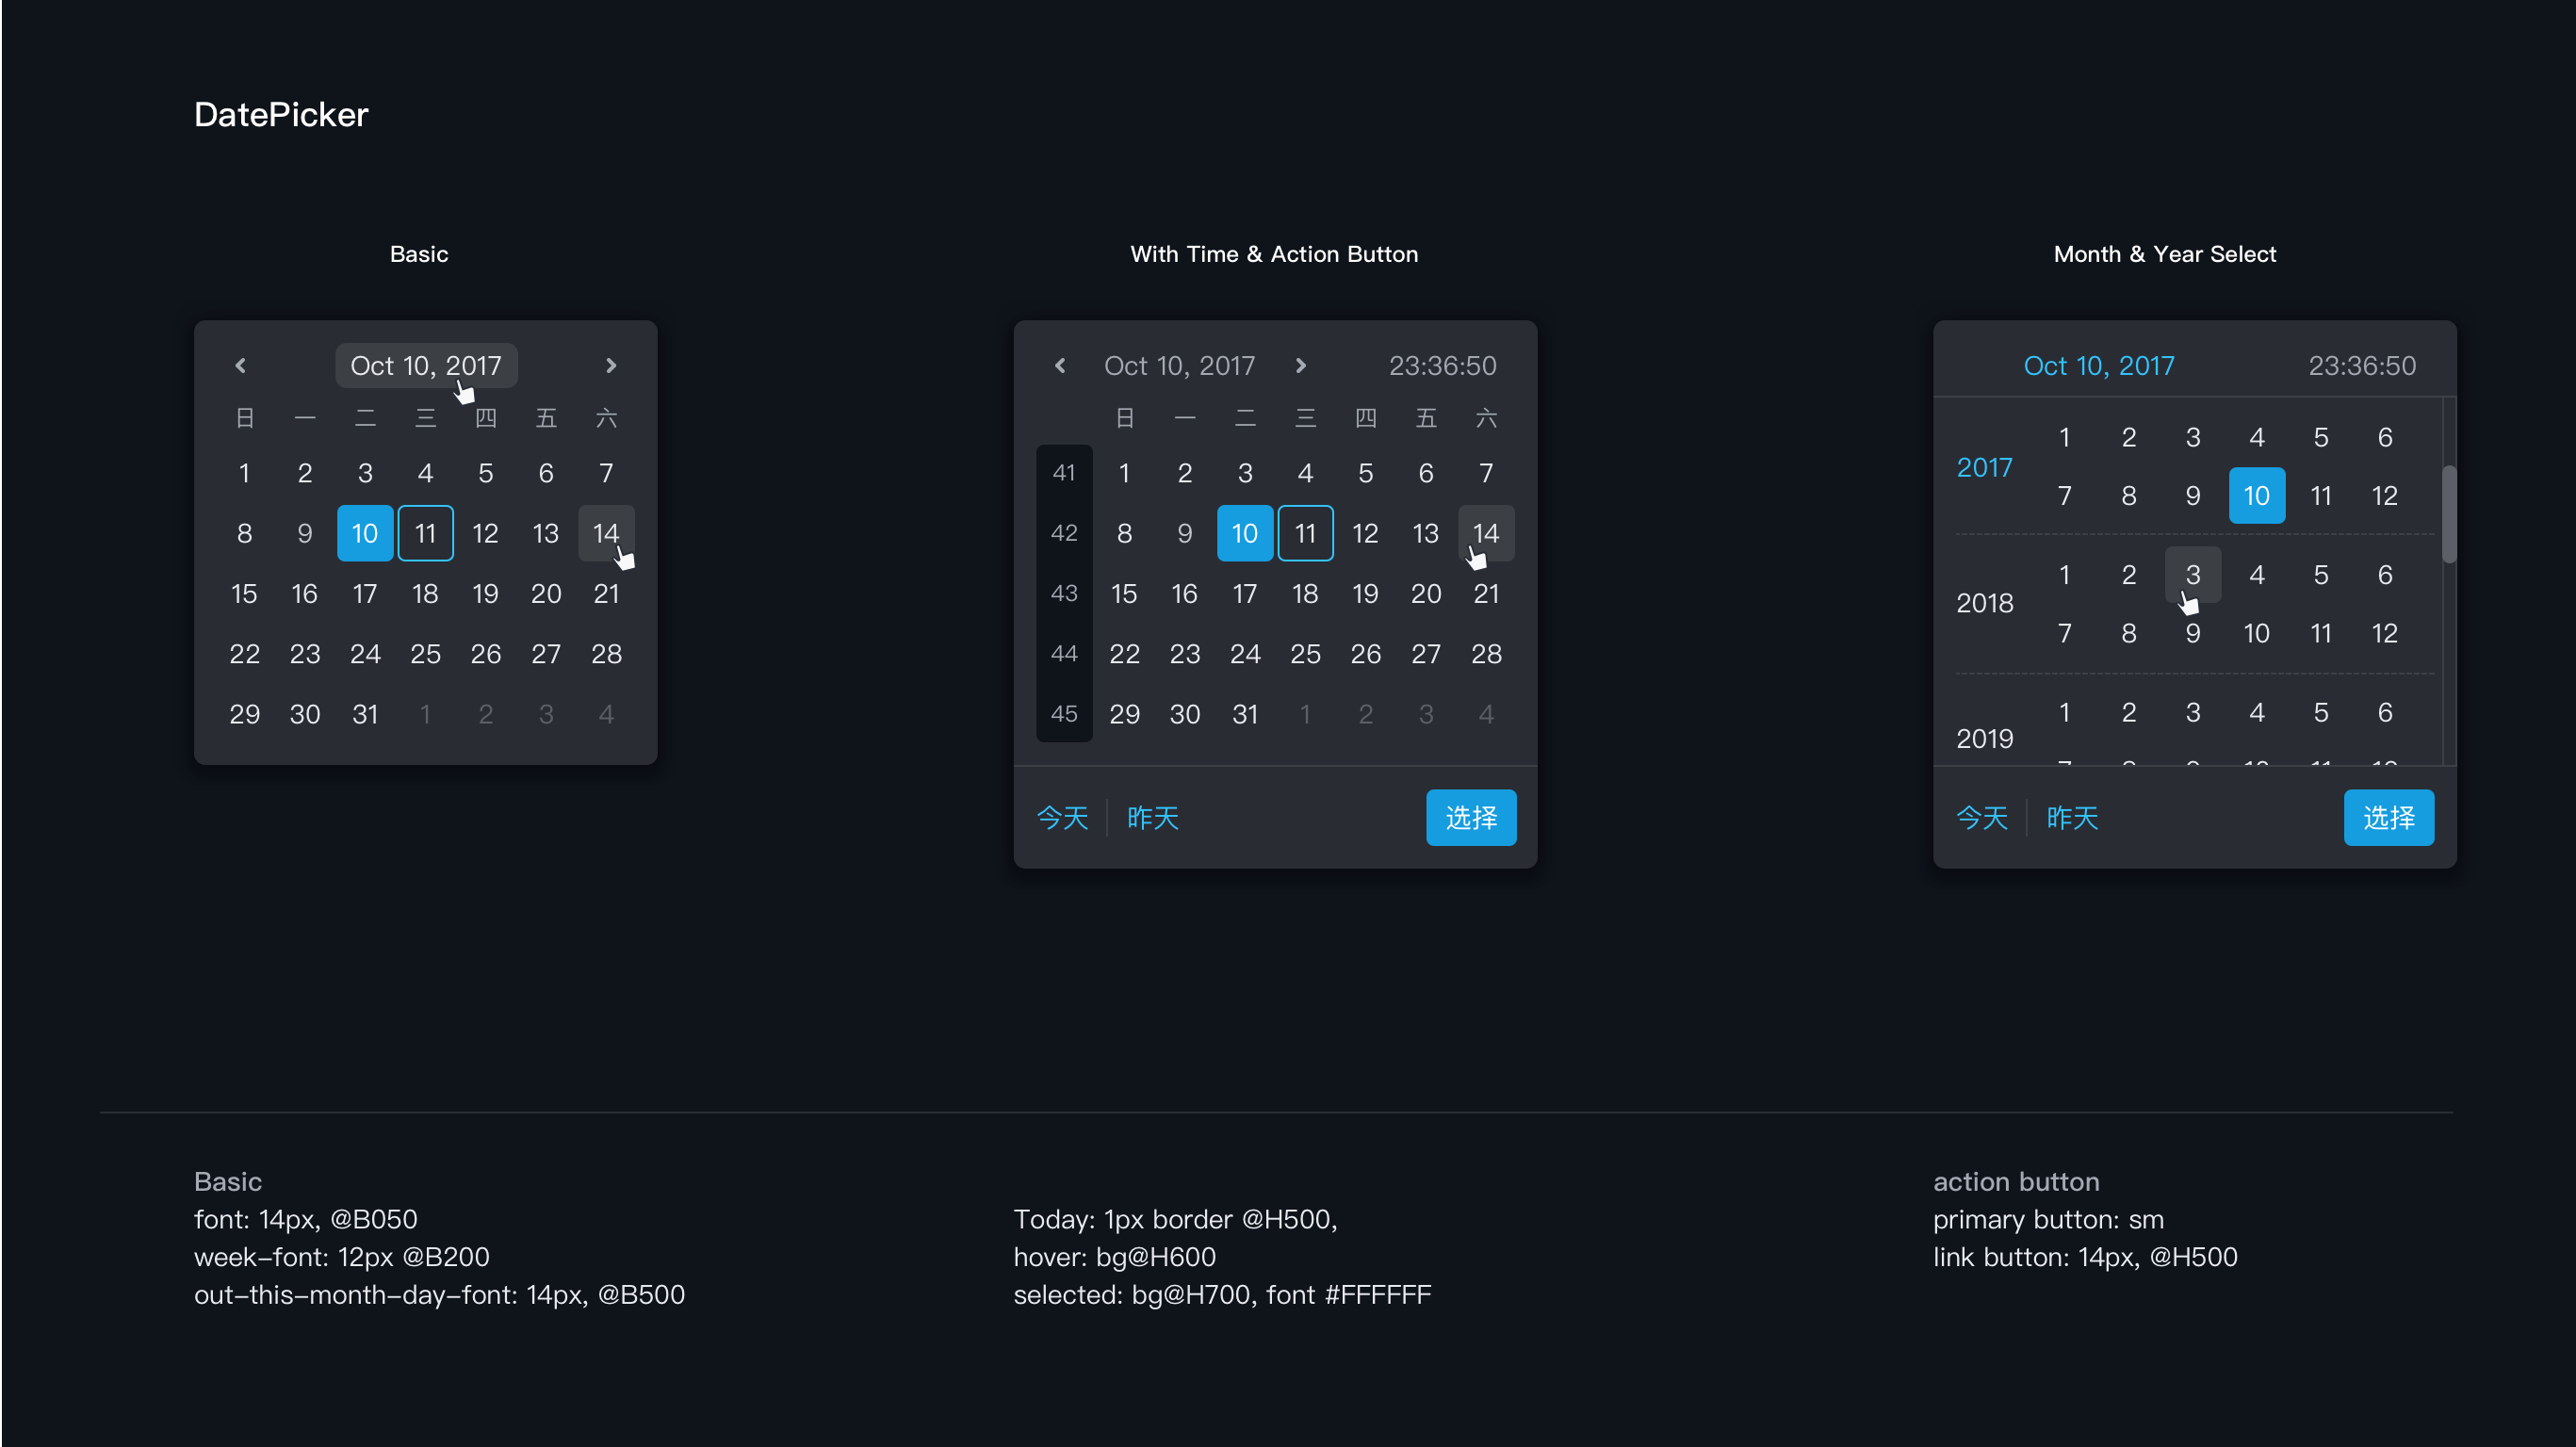 DatePicker
Basic
Oct 10, 2017
日 一 二 三 四 五 六
1 2 3 4 5 6 7
8 9 10 11 12 13 14
15 16 17 18 19 20 21
22 23 24 25 26 27 28
29 30 31 1 2 3 4
With Time & Action Button
Oct 10, 2017 23:36:50
日 一 二 三 四 五 六
41 1 2 3 4 5 6 7
42 8 9 10 11 12 13 14
43 15 16 17 18 19 20 21
44 22 23 24 25 26 27 28
45 29 30 31 1 2 3 4
今天 昨天 选择
Month & Year Select
Oct 10, 2017 23:36:50
1 2 3 4 5 6
2017
7 8 9 10 11 12
1 2 3 4 5 6
2018
7 8 9 10 11 12
1 2 3 4 5 6
2019
今天 昨天 选择
Basic
font: 14px, @B050
week-font: 12px @B200
out-this-month-day-font: 14px, @B500
Today: 1px border @H500,
hover: bg@H600
selected: bg@H700, font #FFFFFF
action button
primary button: sm
link button: 14px, @H500